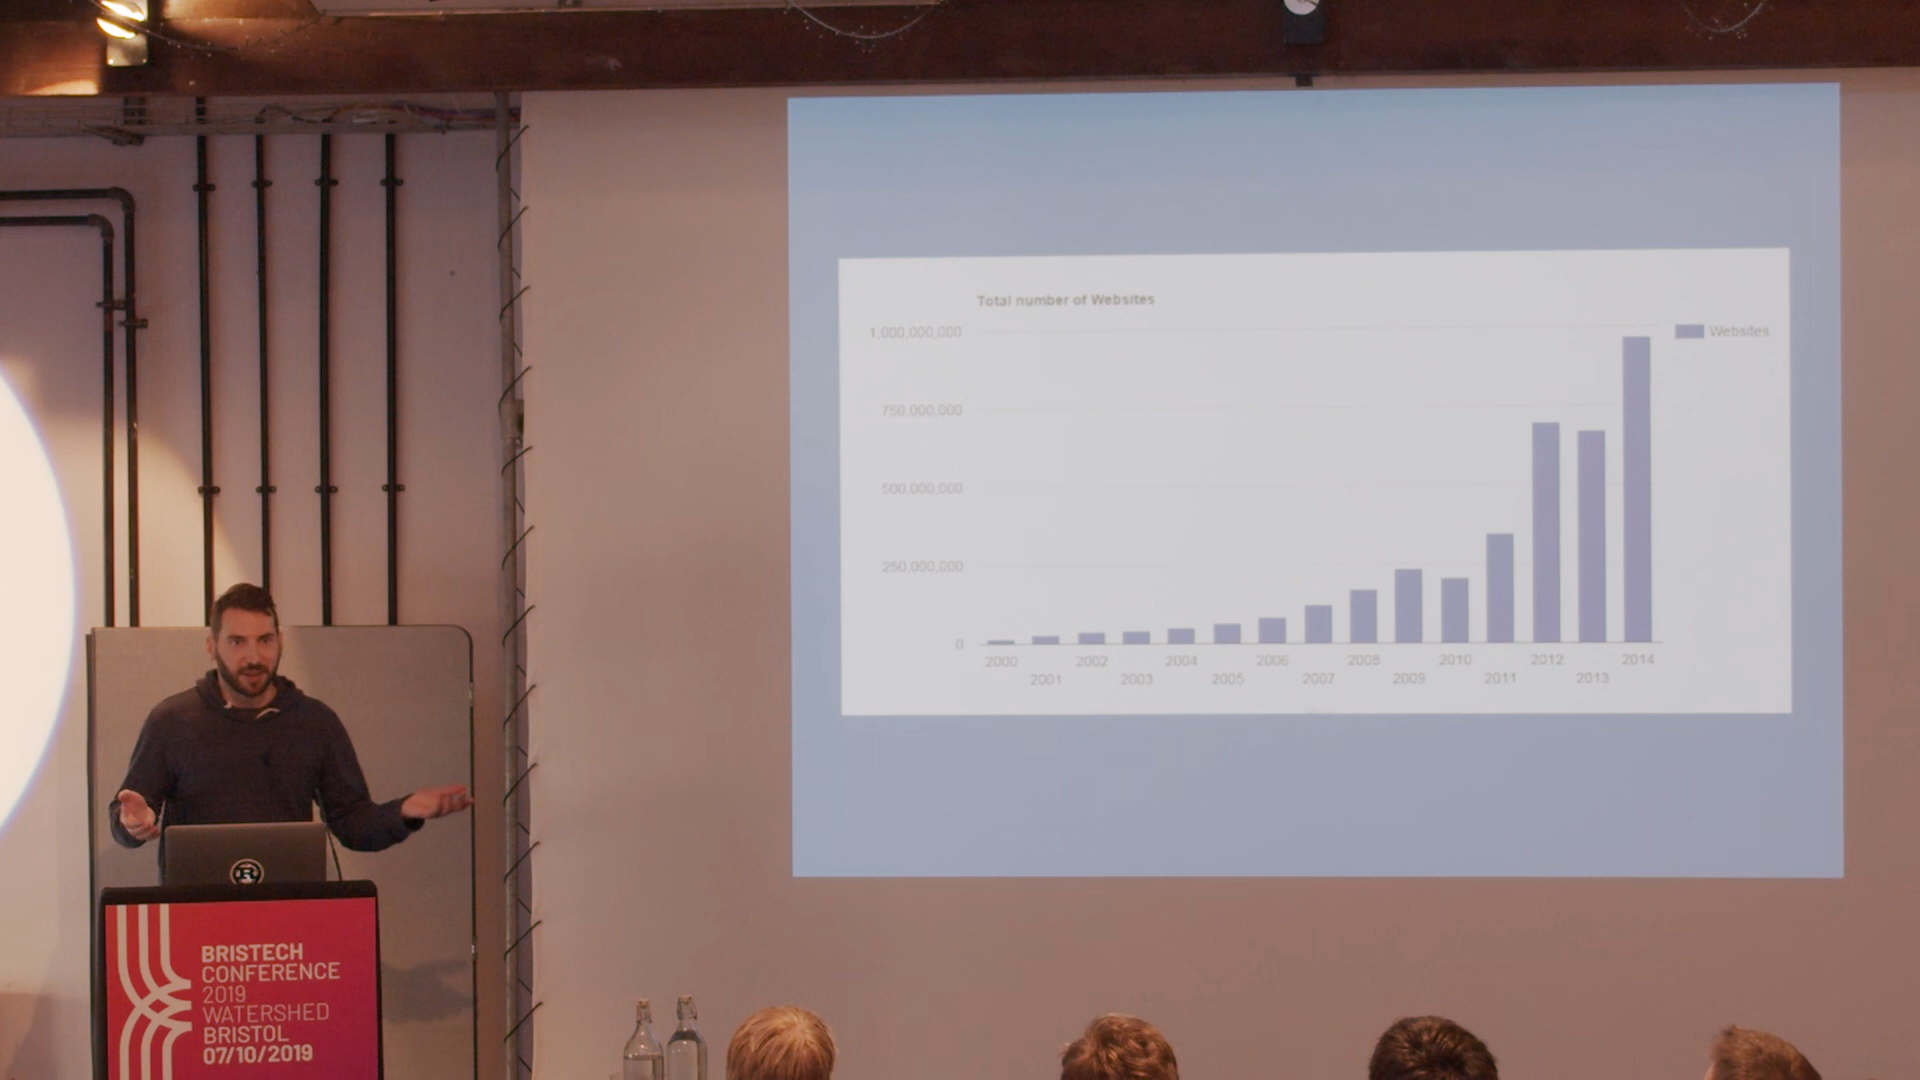 Total number of Websites
1,000,000,000
Websites
750,000,000
500,000,000
250,000,000
0
2000 2002 2004 2006 2008 2010 2012 2014
2001 2003 2005 2007 2009 2011 2013
R
BRISTECH
CONFERENCE
2019
WATERSHED
BRISTOL
07/10/2019